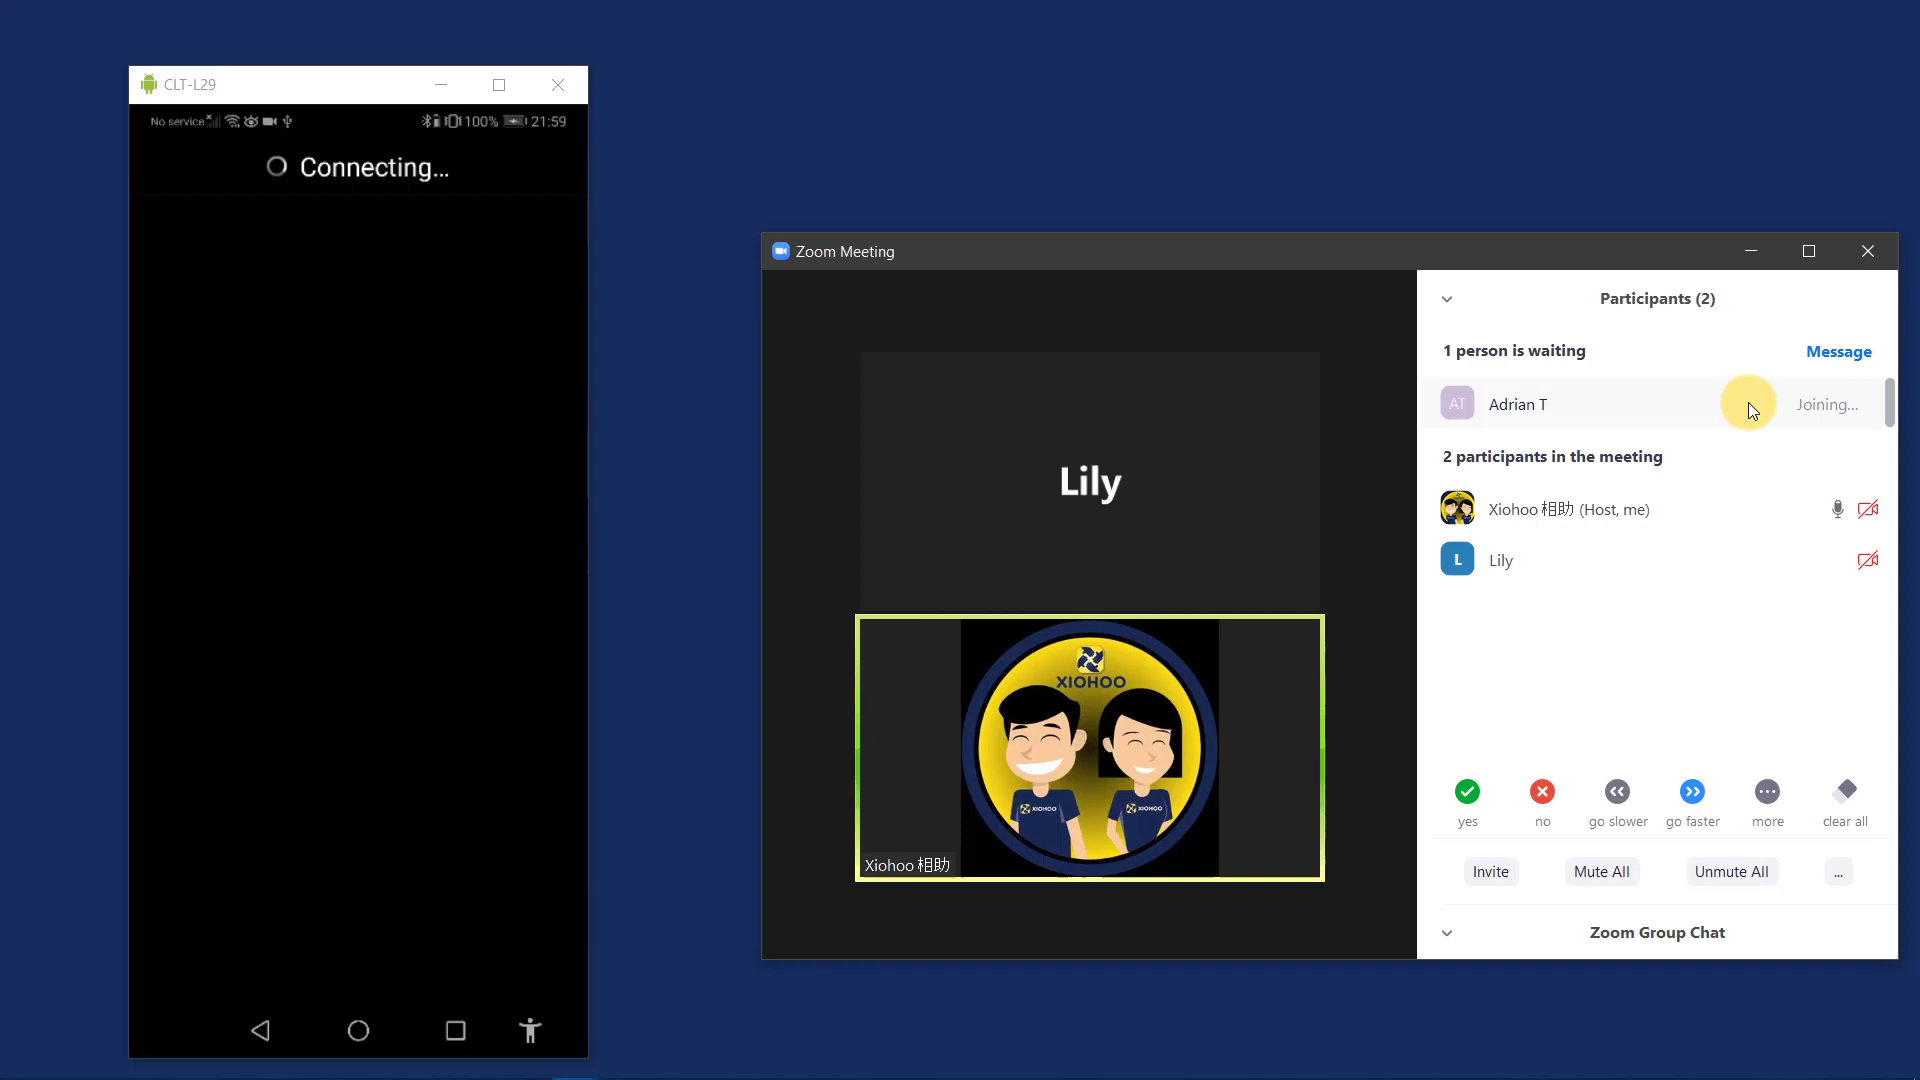 CLT-L29
No service
100%
21:59
Connecting...
Zoom Meeting
Lily
XIOHOO
XIOHOO
XIOHOO
Xiohoo 相助
Participants (2)
1 person is waiting
Message
AT
Adrian T
Joining...
2 participants in the meeting
Xiohoo 相助 (Host, me)
L
Lily
yes
no
go slower
go faster
more
clear all
Invite
Mute All
Unmute All
...
Zoom Group Chat